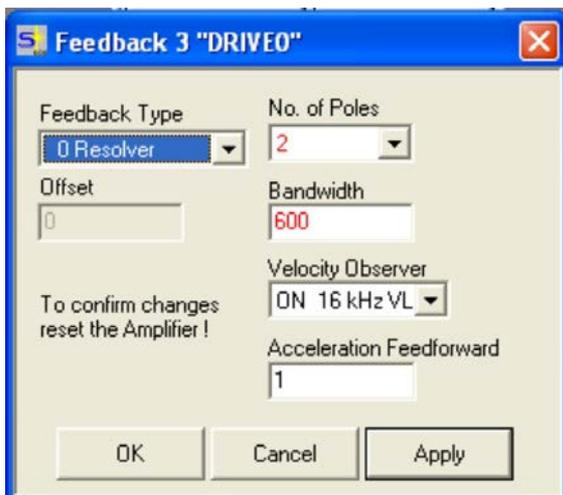 Feedback 3 "DRIVE0"
Feedback Type
0 Resolver
No. of Poles
2
Offset
0
Bandwidth
600
Velocity Observer
ON 16 kHz VL
To confirm changes
reset the Amplifier !
Acceleration Feedforward
1
OK
Cancel
Apply